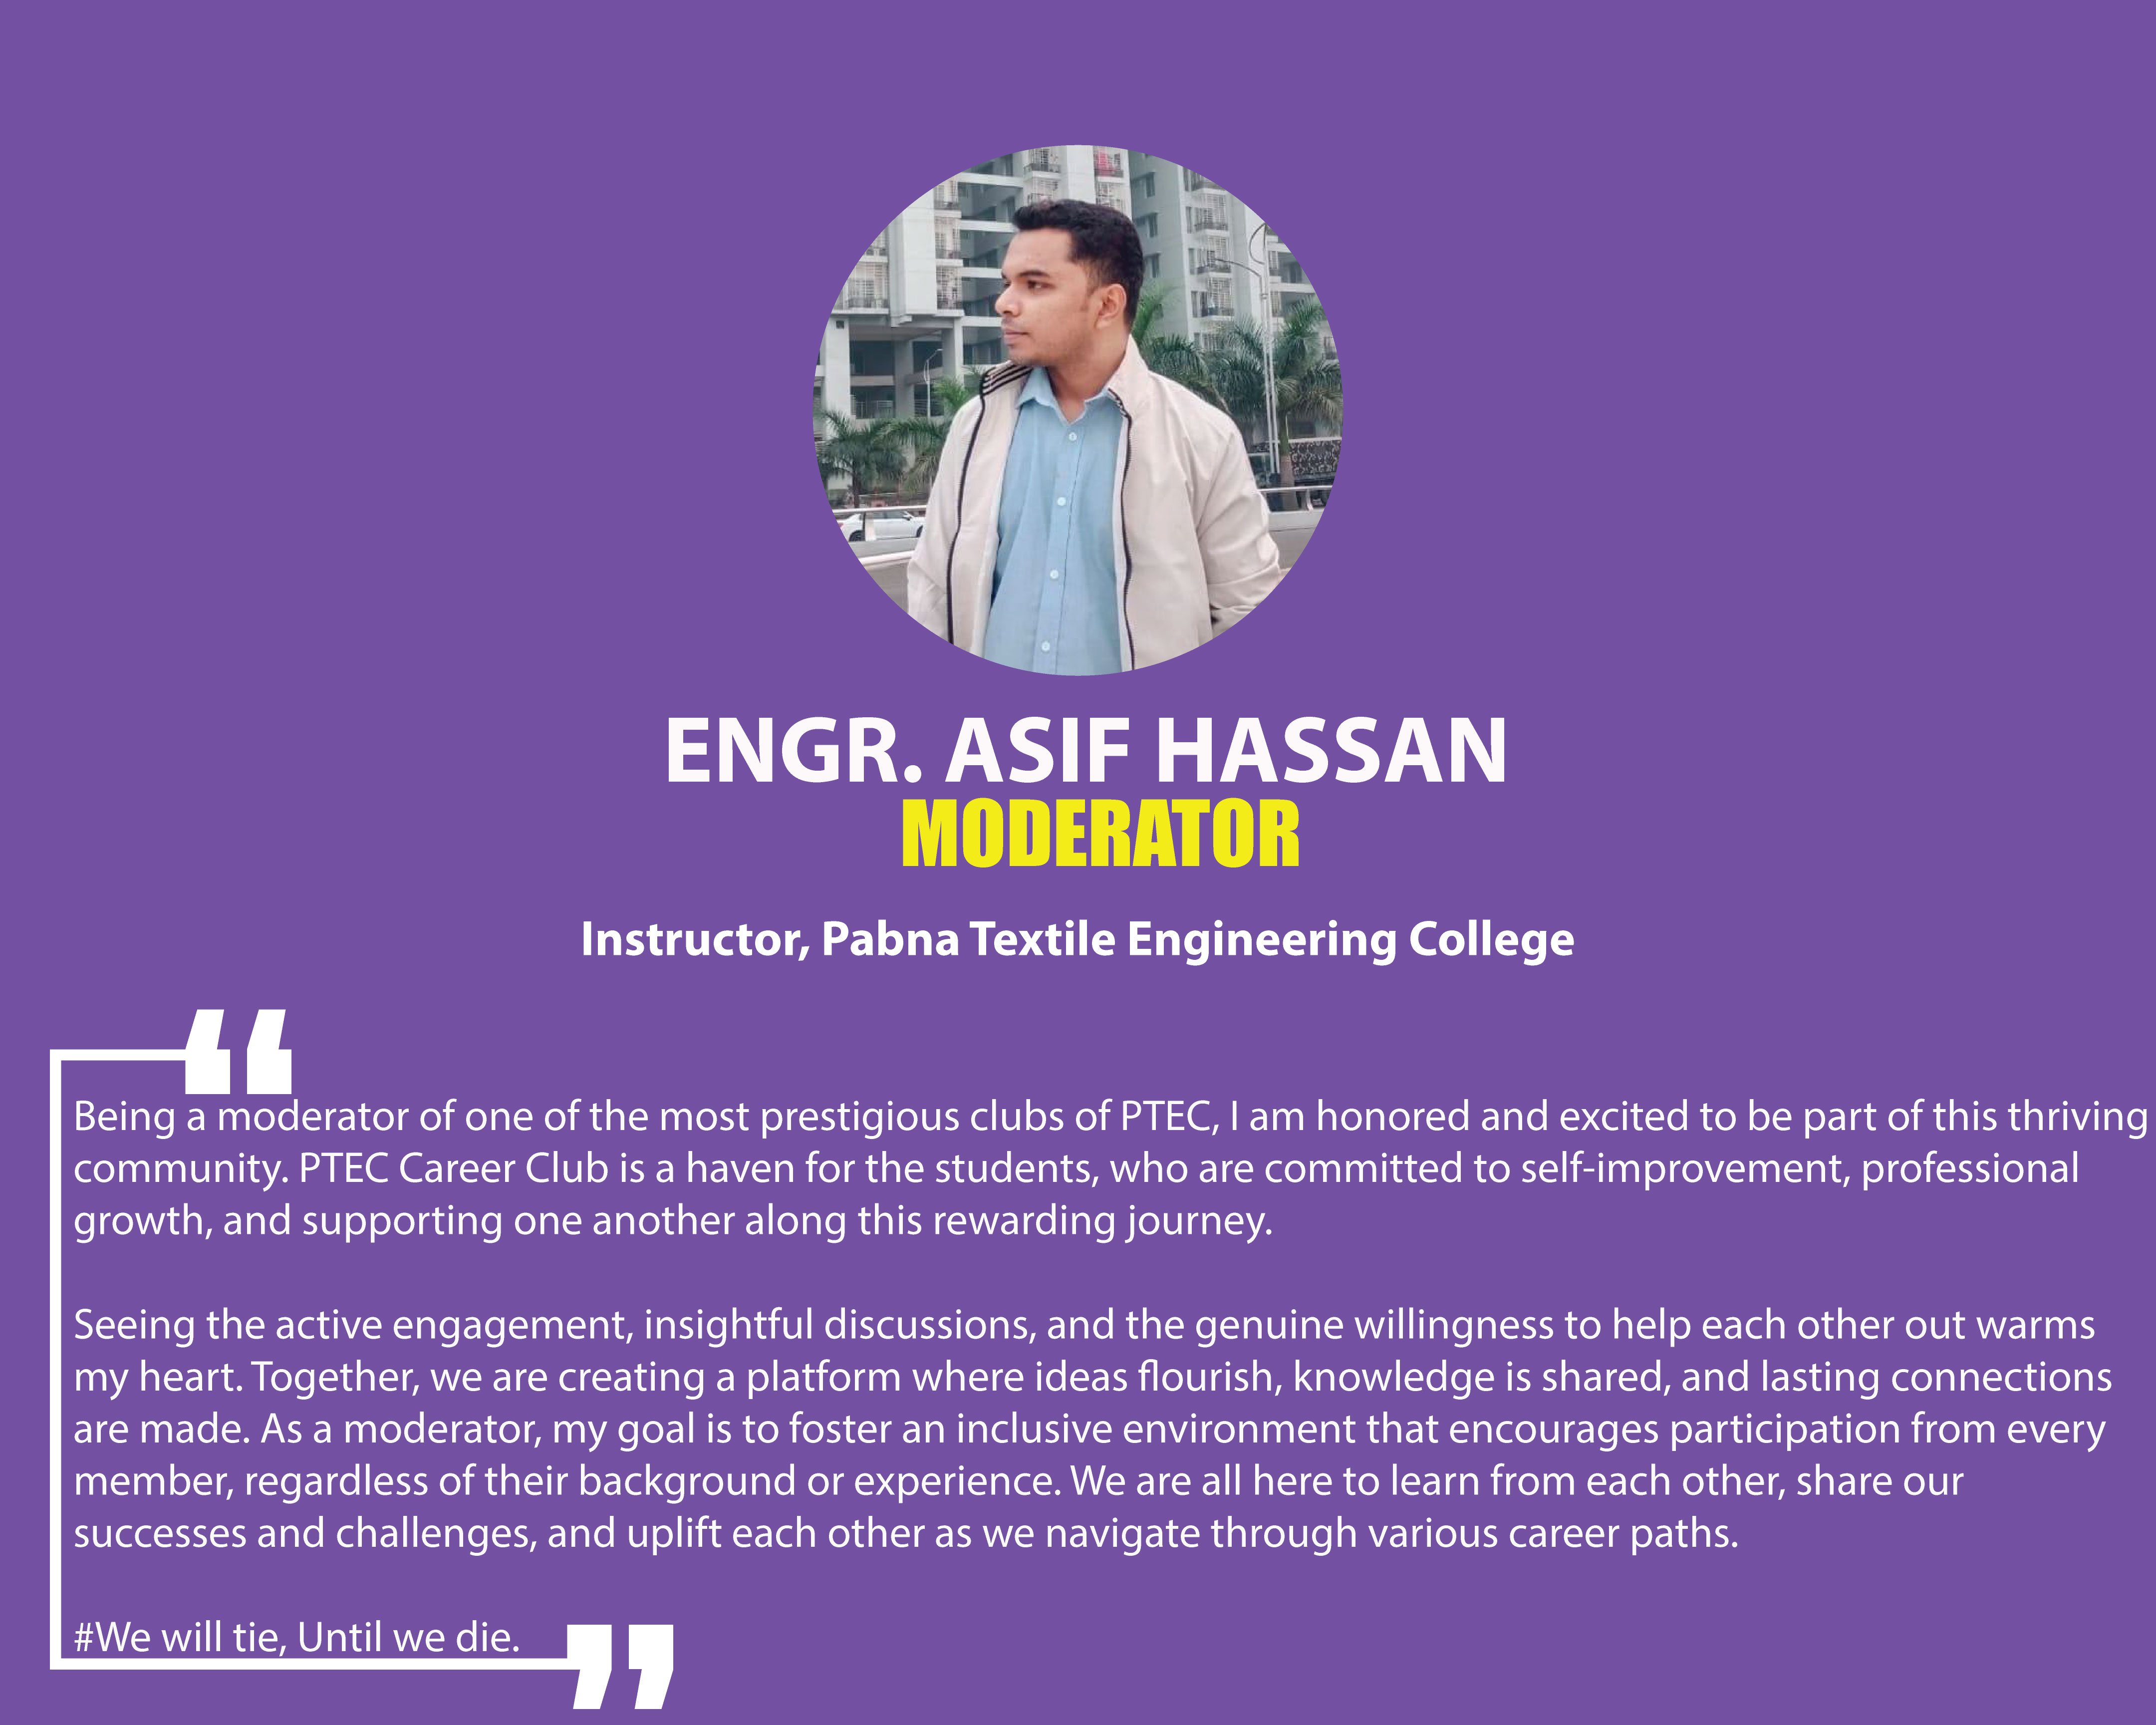 ENGR. ASIF HASSAN
MODERATOR
Instructor, Pabna Textile Engineering College
“
Being a moderator of one of the most prestigious clubs of PTEC, I am honored and excited to be part of this thriving
community. PTEC Career Club is a haven for the students, who are committed to self-improvement, professional
growth, and supporting one another along this rewarding journey.
Seeing the active engagement, insightful discussions, and the genuine willingness to help each other out warms
my heart. Together, we are creating a platform where ideas flourish, knowledge is shared, and lasting connections
are made. As a moderator, my goal is to foster an inclusive environment that encourages participation from every
member, regardless of their background or experience. We are all here to learn from each other, share our
successes and challenges, and uplift each other as we navigate through various career paths.
#We will tie, Until we die.
”